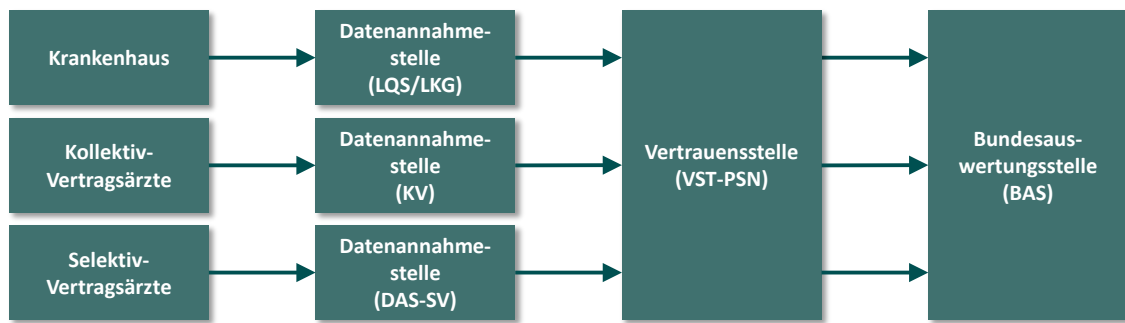 Krankenhaus
Datenannahme-
stelle
(LQS/LKG)
Kollektiv-
Vertragsärzte
Datenannahme-
stelle
(KV)
Selektiv-
Vertragsärzte
Datenannahme-
stelle
(DAS-SV)
Vertrauensstelle
(VST-PSN)
Bundesaus-
wertungsstelle
(BAS)